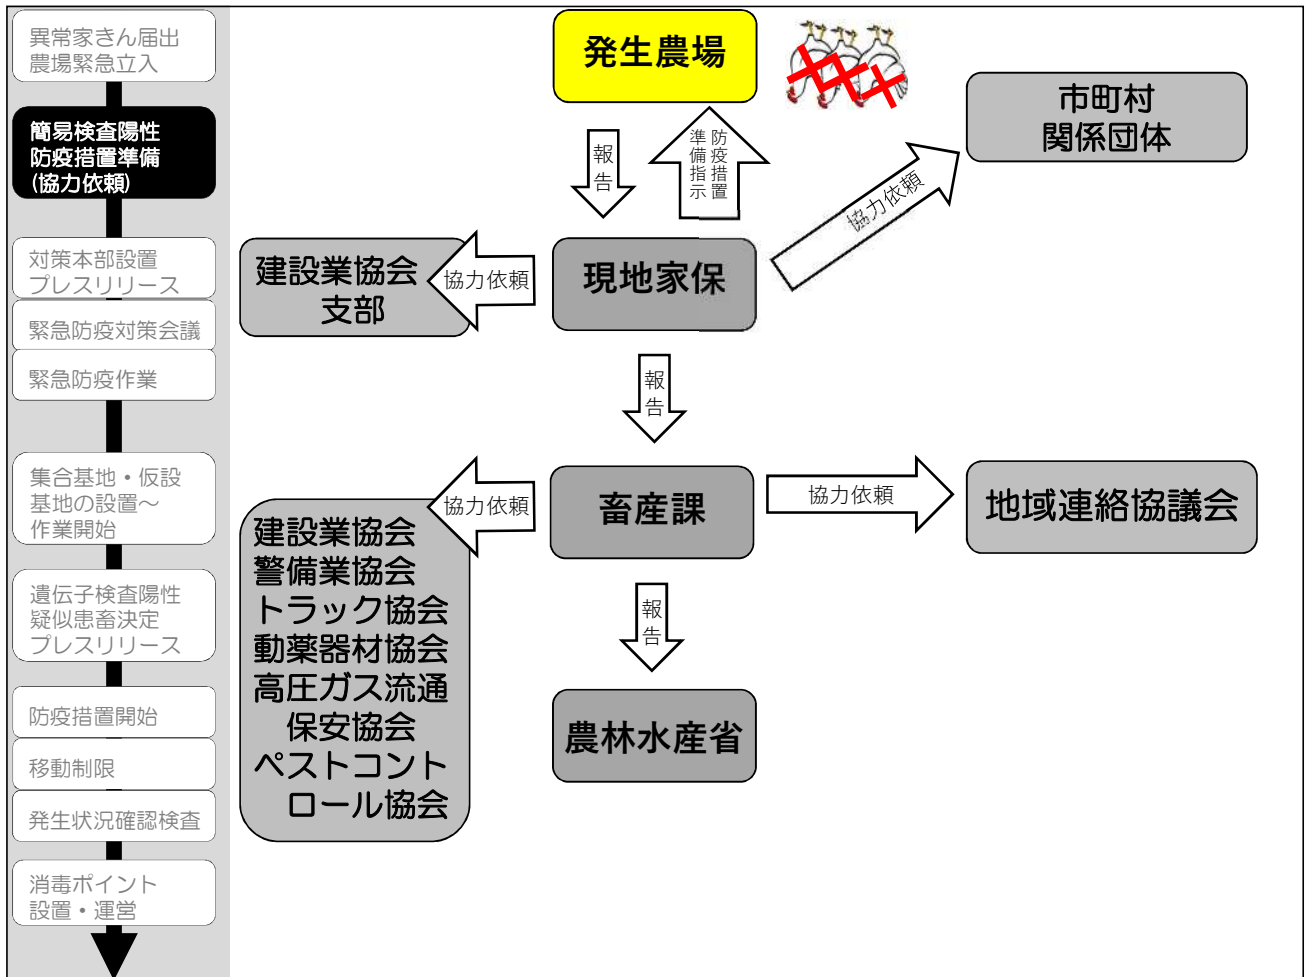 異常家きん届出
農場緊急立入
簡易検査陽性
防疫措置準備
(協力依頼)
対策本部設置
プレスリリース
緊急防疫対策会議
緊急防疫作業
集合基地・仮設
基地の設置～
作業開始
遺伝子検査陽性
疑似患畜決定
プレスリリース
防疫措置開始
移動制限
発生状況確認検査
消毒ポイント
設置・運営
発生農場
報告
防疫措置
準備指示
市町村
関係団体
協力依頼
建設業協会
支部
協力依頼
現地家保
報告
建設業協会
警備業協会
トラック協会
動薬器材協会
高圧ガス流通
保安協会
ペストコント
ロール協会
協力依頼
畜産課
協力依頼
地域連絡協議会
報告
農林水産省